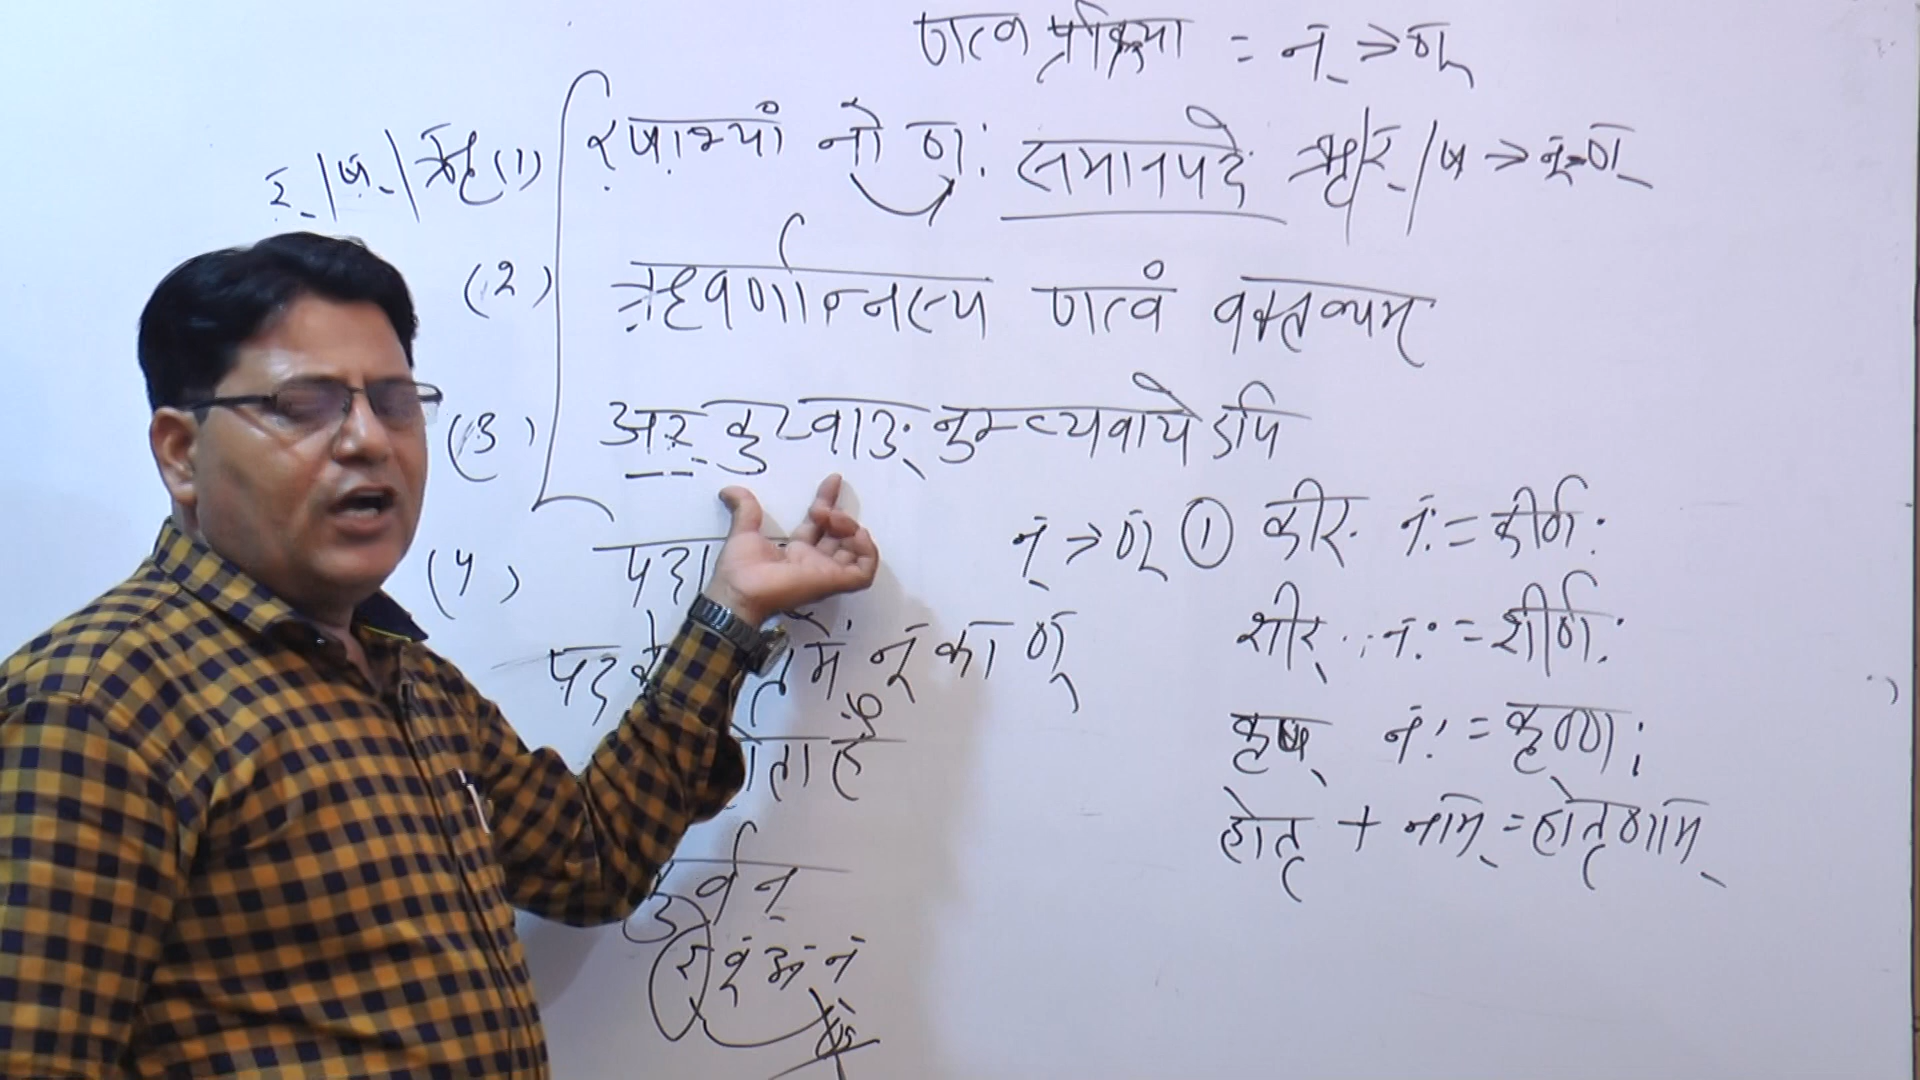 णत्व प्रक्रिया = न् → ण्
र् / ष् / ऋ (1) रषाभ्यां नो णः समानपदे ऋ / र् / ष → न् = ण्
(2) ऋवर्णान्नस्य णत्वं वक्तव्यम्
(3) अट् कुप्वाङ् नुम्व्यवायेऽपि
(4)
न् → ण् ① कीर् नः = कीर्णः
शीर् नः = शीर्णः
कृष् नः = कृष्णः
होतृ + नाम् = होतृणाम्
न् का ण्
है
र् व् अ न्